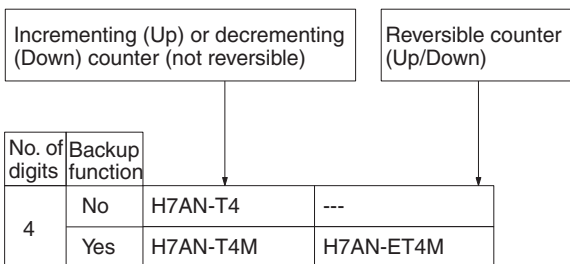 Incrementing (Up) or decrementing
(Down) counter (not reversible)
Reversible counter
(Up/Down)
No. of
digits
Backup
function
4
No
H7AN-T4
---
Yes
H7AN-T4M
H7AN-ET4M